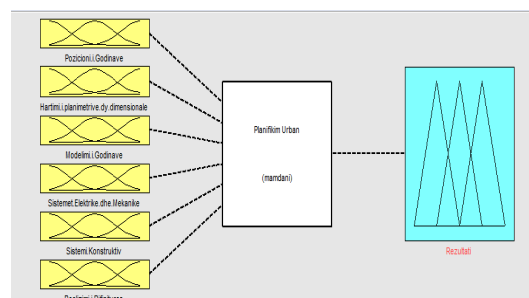 Pozicioni.i.Godinave
Hartimi.i.planimetrive.dy.dimensionale
Modelimi.i.Godinave
Sistemet.Elektrike.dhe.Mekanike
Sistemi.Konstruktiv
Planifikim Urban
(mamdani)
Rezultati